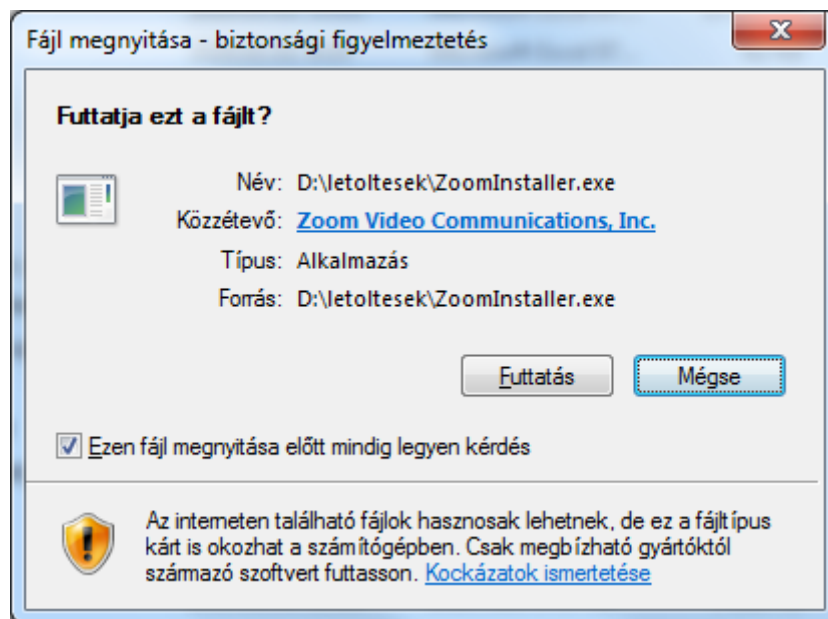 Fájl megnyitása - biztonsági figyelmeztetés
Futtatja ezt a fájlt?
Név: D:\letoltesek\ZoomInstaller.exe
Közzétevő: Zoom Video Communications, Inc.
Típus: Alkalmazás
Forrás: D:\letoltesek\ZoomInstaller.exe
Futtatás Mégse
Ezen fájl megnyitása előtt mindig legyen kérdés
Az interneten található fájlok hasznosak lehetnek, de ez a fájltípus
kárt is okozhat a számítógépben. Csak megbízható gyártóktól
származó szoftvert futtasson. Kockázatok ismertetése